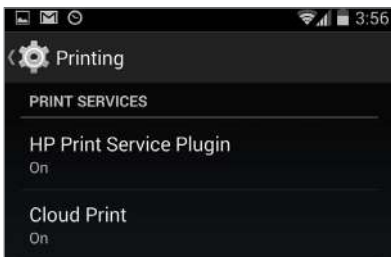 3:56
Printing
PRINT SERVICES
HP Print Service Plugin
On
Cloud Print
On